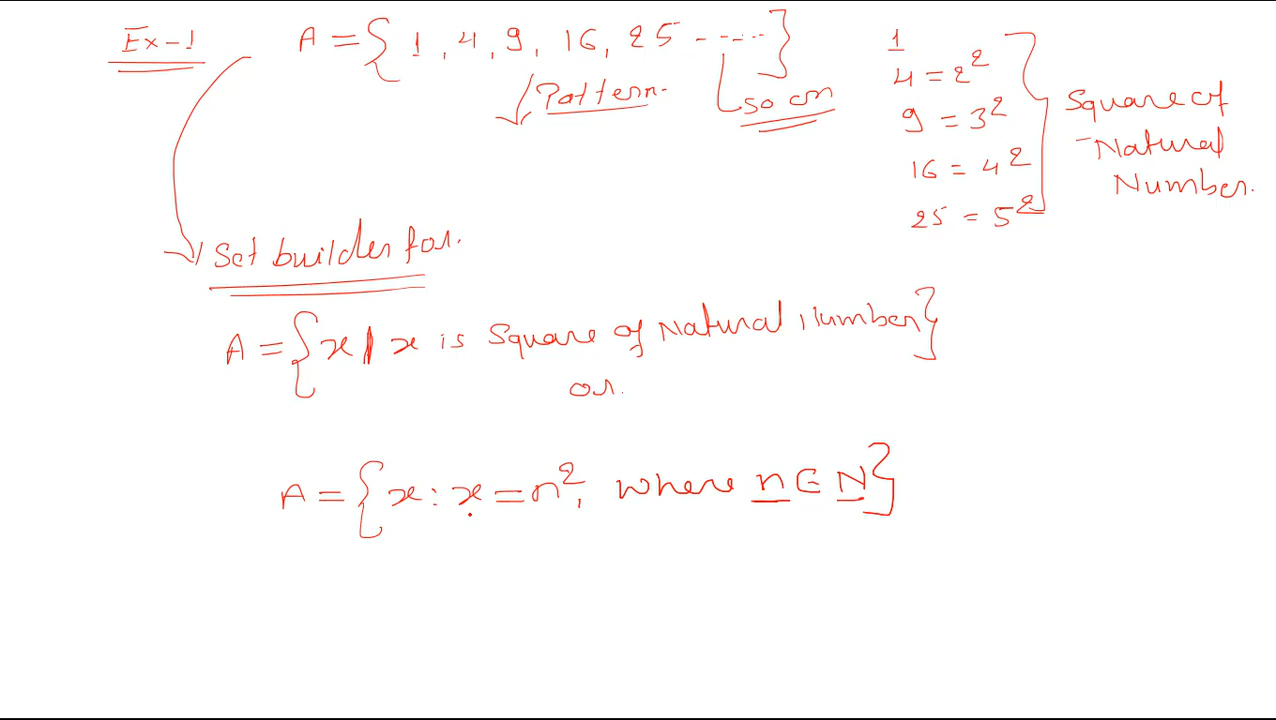 Ex-1 A = { 1, 4, 9, 16, 25 ------ }
Pattern.
so on
1
4 = 2²
9 = 3²
16 = 4²
25 = 5²
Square of
Natural
Number.
Set builder for.
A = { x | x is Square of Natural Number }
or.
A = { x : x = n², where n ∈ N }